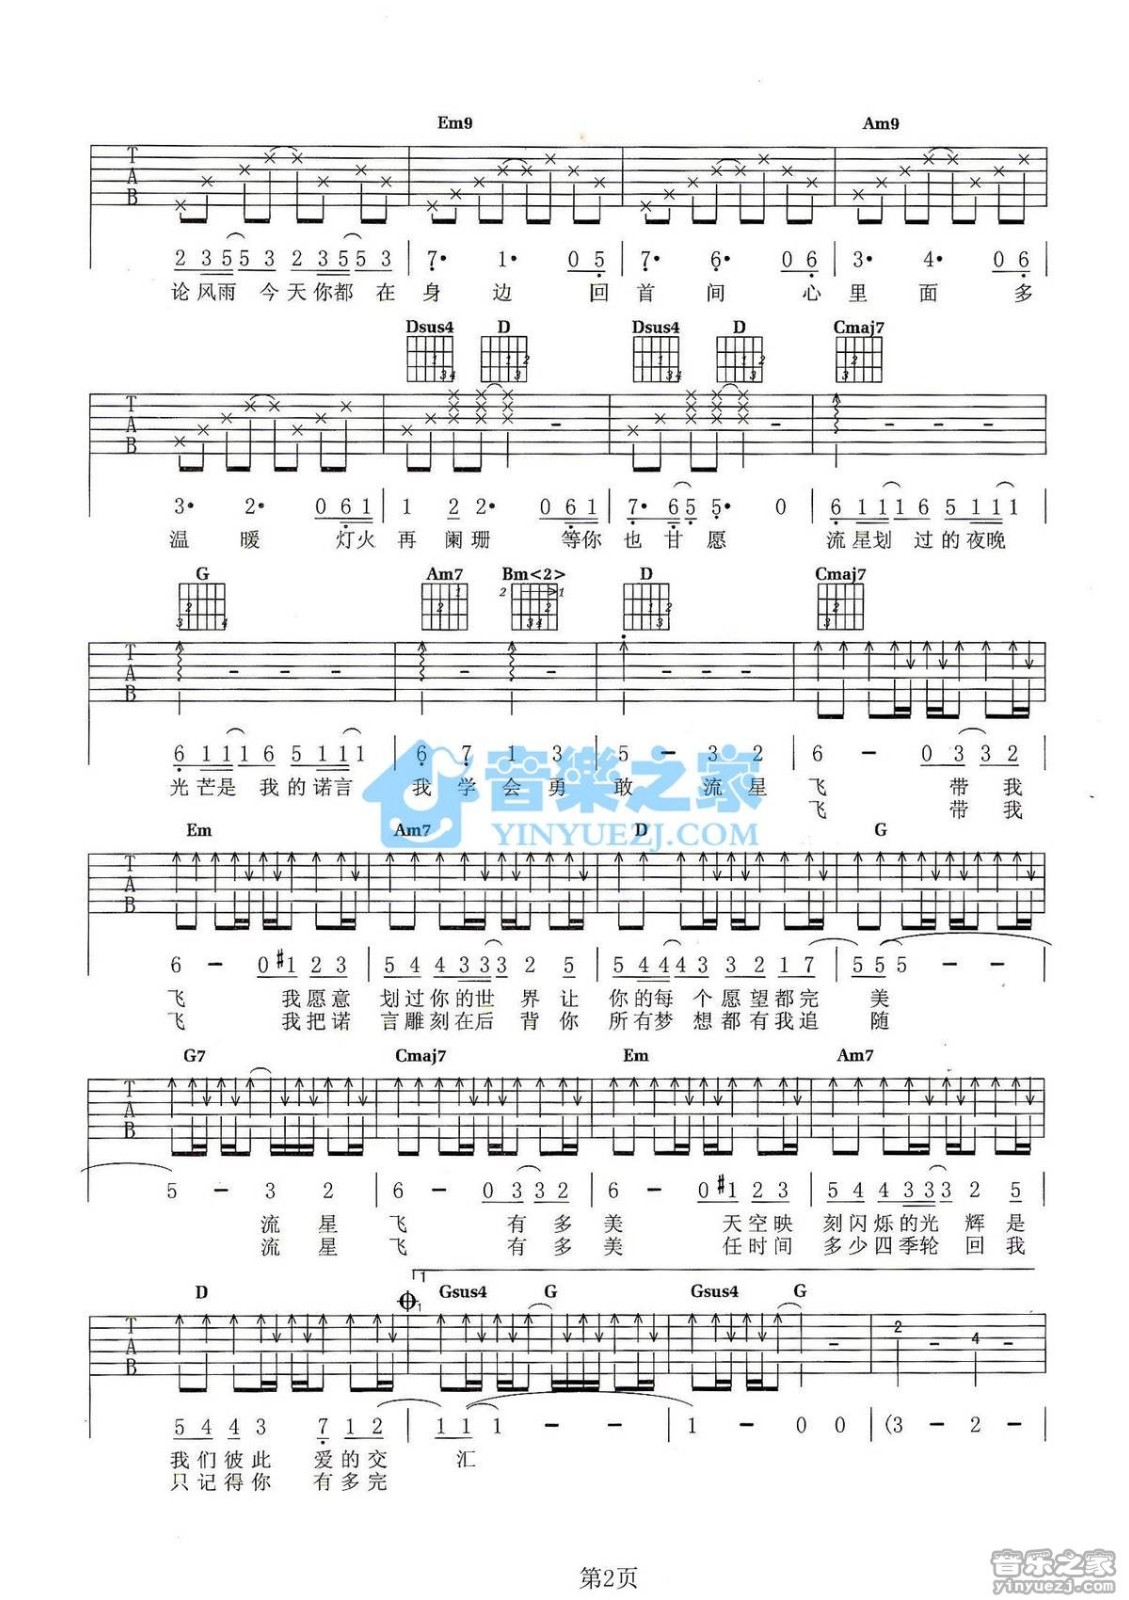 Em9 Am9
T
A
B
2 3 5 5 3 2 3 5 5 3 7· 1· 0 5 7· 6· 0 6 3· 4· 0 6
论 风雨 今 天 你都 在 身 边 回 首 间 心 里 面 多
Dsus4 D Dsus4 D Cmaj7
T
A
B
3· 2· 0 6 1 1 2 2· 0 6 1 7· 6 5 5· 0 6 1 1 1 6 5 1 1 1
温 暖 灯火 再 阑 珊 等你 也 甘 愿 流星划 过的夜晚
G Am7 Bm<2> D Cmaj7
T
A
B
6 1 1 1 6 5 1 1 1 6 7 1 3 5 - 3 2 6 - 0 3 3 2
光芒是 我的诺言 我 学 会 勇 敢 流 星 飞 带 我
飞 带 我
音樂之家
YINYUEZJ.COM
Em Am7 D G
T
A
B
6 - 0 #1 2 3 5 4 4 3 3 3 2 5 5 4 4 4 3 3 2 1 7 5 5 5 - -
飞 我愿意 划过你的世 界让 你的每 个愿望都完 美
飞 我把诺 言雕刻在后 背你 所有梦 想都有我追 随
G7 Cmaj7 Em Am7
T
A
B
5 - 3 2 6 - 0 3 3 2 6 - 0 #1 2 3 5 4 4 3 3 3 2 5
流 星 飞 有多 美 天空映 刻闪烁的光 辉是
流 星 飞 有多 美 任时间 多少四季轮 回我
1
D 1 Gsus4 G Gsus4 G
T
A
B
2 - 4 -
5 4 4 3 7 1 2 1 1 1 - - 1 - 0 0 (3 - 2 -
我们彼此 爱的交 汇
只记得你 有多完
第2页
音乐之家
yinyuezj.com